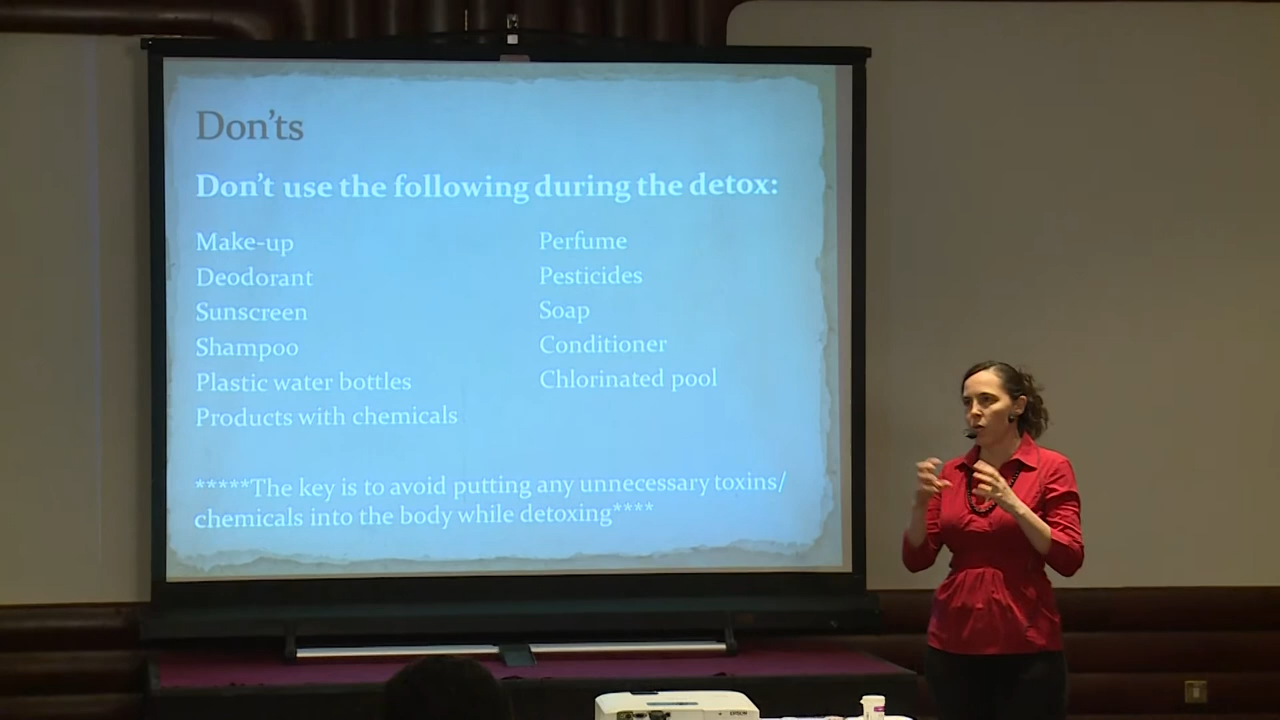 Don'ts
Don't use the following during the detox:
Make-up
Deodorant
Sunscreen
Shampoo
Plastic water bottles
Products with chemicals
Perfume
Pesticides
Soap
Conditioner
Chlorinated pool
*****The key is to avoid putting any unnecessary toxins/
chemicals into the body while detoxing****
EPSON